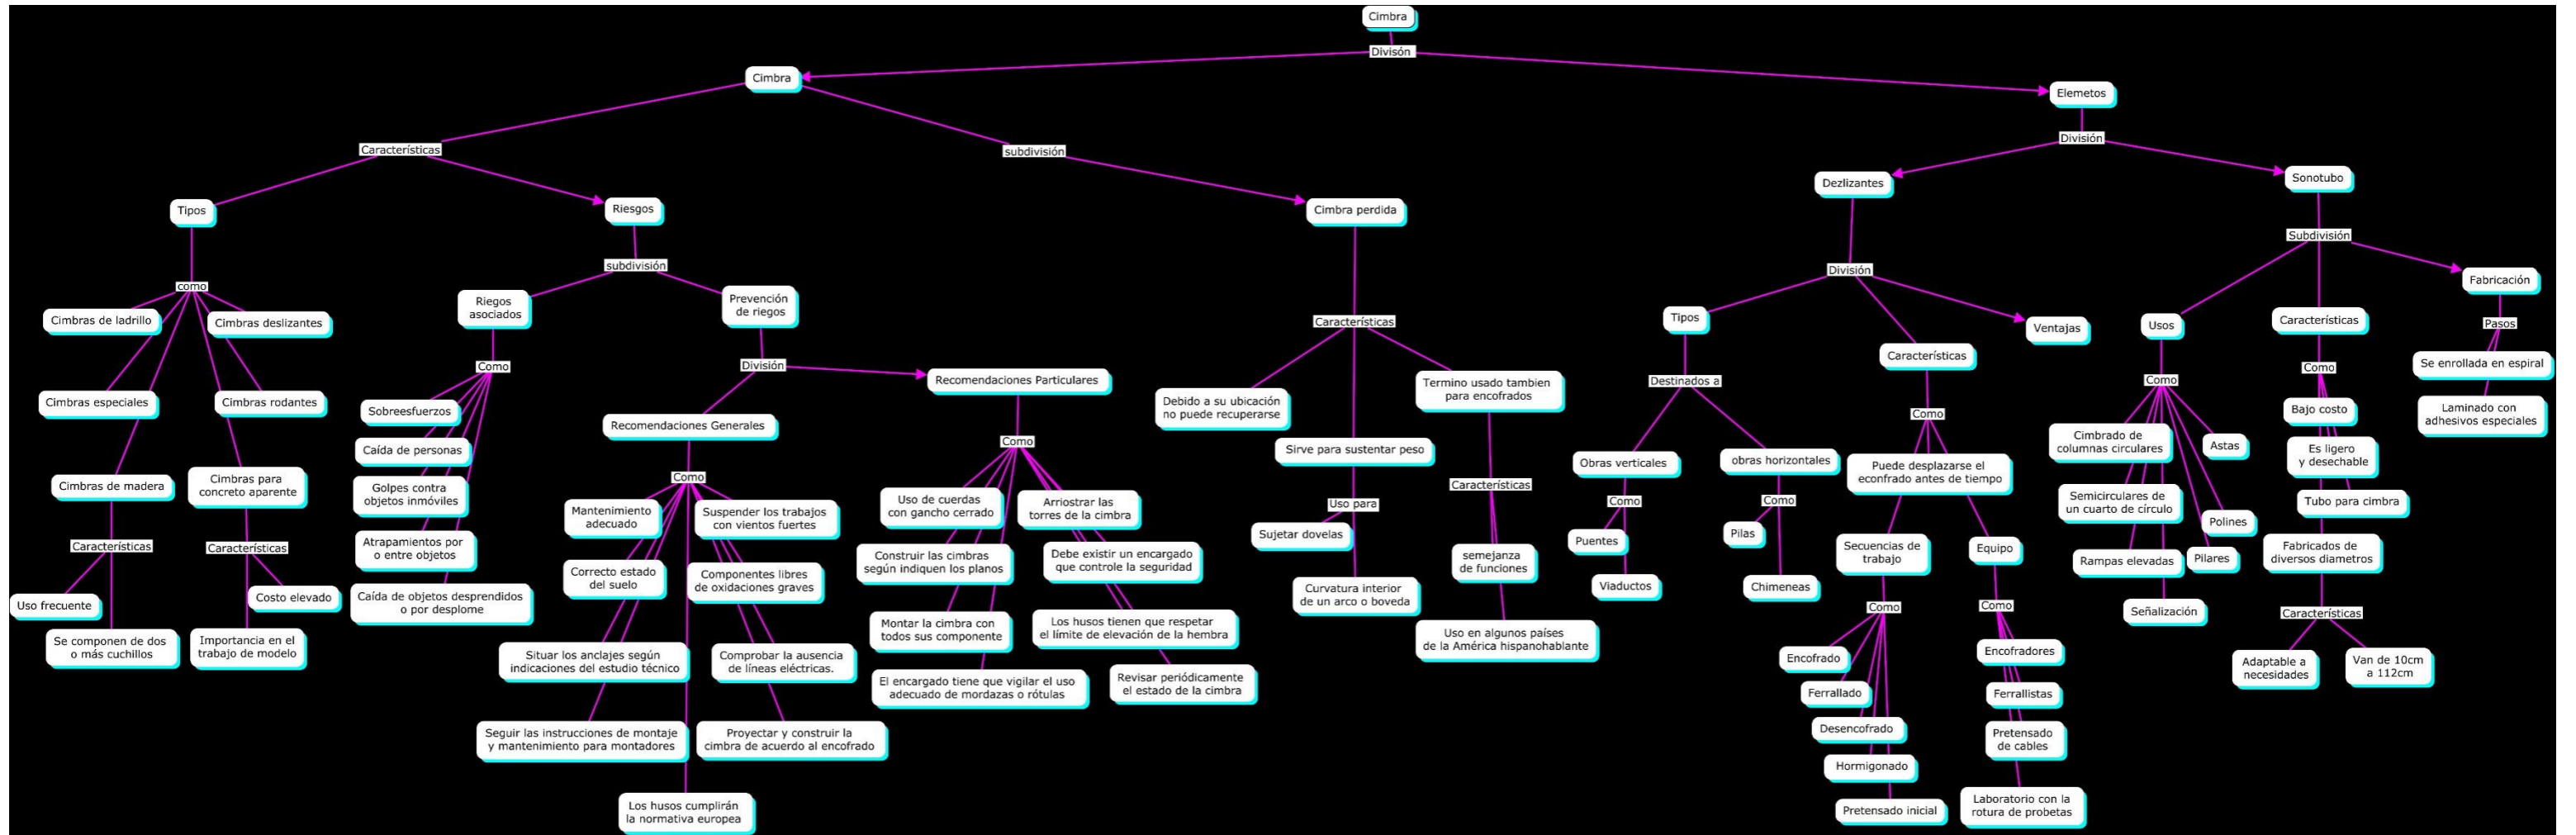 Cimbra
Divisón
Cimbra
Elemetos
Características
subdivisión
División
Tipos
Riesgos
Cimbra perdida
Dezlizantes
Sonotubo
como
Cimbras de ladrillo
Cimbras deslizantes
Cimbras especiales
Cimbras rodantes
Cimbras de madera
Cimbras para
concreto aparente
Características
Uso frecuente
Se componen de dos
o más cuchillos
Características
Costo elevado
Importancia en el
trabajo de modelo
subdivisión
Riegos
asociados
Prevención
de riegos
Como
Sobreesfuerzos
Caída de personas
Golpes contra
objetos inmóviles
Atrapamientos por
o entre objetos
Caída de objetos desprendidos
o por desplome
División
Recomendaciones Generales
Recomendaciones Particulares
Como
Mantenimiento
adecuado
Suspender los trabajos
con vientos fuertes
Correcto estado
del suelo
Componentes libres
de oxidaciones graves
Situar los anclajes según
indicaciones del estudio técnico
Comprobar la ausencia
de líneas eléctricas.
Seguir las instrucciones de montaje
y mantenimiento para montadores
Proyectar y construir la
cimbra de acuerdo al encofrado
Los husos cumplirán
la normativa europea
Como
Uso de cuerdas
con gancho cerrado
Arriostrar las
torres de la cimbra
Construir las cimbras
según indiquen los planos
Debe existir un encargado
que controle la seguridad
Montar la cimbra con
todos sus componente
Los husos tienen que respetar
el límite de elevación de la hembra
El encargado tiene que vigilar el uso
adecuado de mordazas o rótulas
Revisar periódicamente
el estado de la cimbra
Características
Debido a su ubicación
no puede recuperarse
Sirve para sustentar peso
Termino usado tambien
para encofrados
Uso para
Sujetar dovelas
Curvatura interior
de un arco o boveda
Características
semejanza
de funciones
Uso en algunos países
de la América hispanohablante
División
Tipos
Característicos
Ventajas
Destinados a
Obras verticales
obras horizontales
Como
Puentes
Viaductos
Como
Pilas
Chimeneas
Como
Puede desplazarse el
econfrado antes de tiempo
Secuencias de
trabajo
Equipo
Como
Encofrado
Ferrallado
Desencofrado
Hormigonado
Pretensado inicial
Como
Encofradores
Ferrallistas
Pretensado
de cables
Laboratorio con la
rotura de probetas
Subdivisión
Usos
Características
Fabricación
Como
Cimbrado de
columnas circulares
Astas
Semicirculares de
un cuarto de círculo
Polines
Rampas elevadas
Pilares
Señalización
Como
Bajo costo
Es ligero
y desechable
Tubo para cimbra
Fabricados de
diversos diametros
Características
Adaptable a
necesidades
Van de 10cm
a 112cm
Pasos
Se enrollada en espiral
Laminado con
adhesivos especiales